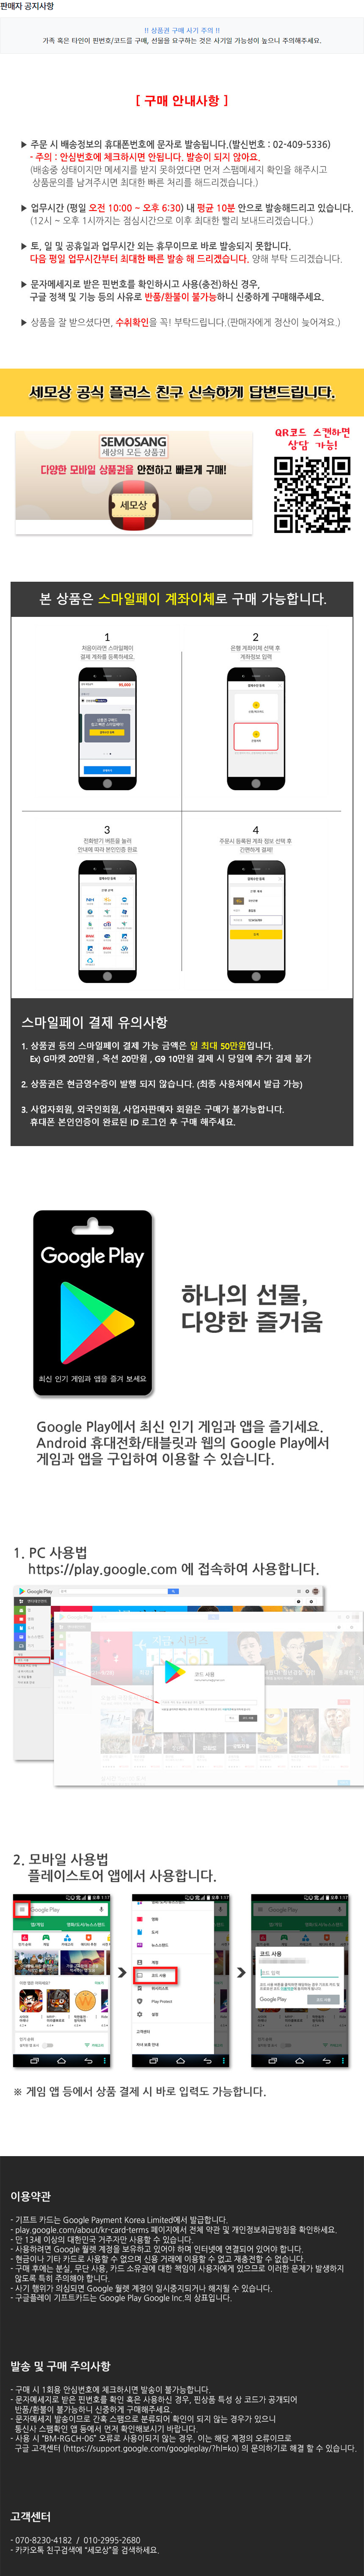 판매자 공지사항
!! 상품권 구매 사기 주의 !!
가족 혹은 타인이 핀번호/코드를 구매, 선물을 요구하는 것은 사기일 가능성이 높으니 주의해주세요.
[ 구매 안내사항 ]
▶ 주문 시 배송정보의 휴대폰번호에 문자로 발송됩니다.(발신번호 : 02-409-5336)
- 주의 : 안심번호에 체크하시면 안됩니다. 발송이 되지 않아요.
(배송중 상태이지만 메세지를 받지 못하였다면 먼저 스팸메세지 확인을 해주시고
상품문의를 남겨주시면 최대한 빠른 처리를 해드리겠습니다.)
▶ 업무시간 (평일 오전 10:00 ~ 오후 6:30) 내 평균 10분 안으로 발송해드리고 있습니다.
(12시 ~ 오후 1시까지는 점심시간으로 이후 최대한 빨리 보내드리겠습니다.)
▶ 토, 일 및 공휴일과 업무시간 외는 휴무이므로 바로 발송되지 못합니다.
다음 평일 업무시간부터 최대한 빠른 발송 해 드리겠습니다. 양해 부탁 드리겠습니다.
▶ 문자메세지로 받은 핀번호를 확인하시고 사용(충전)하신 경우,
구글 정책 및 기능 등의 사유로 반품/환불이 불가능하니 신중하게 구매해주세요.
▶ 상품을 잘 받으셨다면, 수취확인을 꼭! 부탁드립니다.(판매자에게 정산이 늦어져요.)
세모상 공식 플러스 친구 신속하게 답변드립니다.
SEMOSANG
세상의 모든 상품권
다양한 모바일 상품권을 안전하고 빠르게 구매!
세모상
QR코드 스캔하면
상담 가능!
본 상품은 스마일페이 계좌이체로 구매 가능합니다.
1
처음이라면 스마일페이
결제 계좌를 등록하세요.
2
은행 계좌이체 선택 후
계좌정보 입력
3
전화받기 버튼을 눌러
안내에 따라 본인인증 완료
4
주문시 등록된 계좌 정보 선택 후
간편하게 결제!
스마일페이 결제 유의사항
1. 상품권 등의 스마일페이 결제 가능 금액은 일 최대 50만원입니다.
Ex) G마켓 20만원 , 옥션 20만원 , G9 10만원 결제 시 당일에 추가 결제 불가
2. 상품권은 현금영수증이 발행 되지 않습니다. (최종 사용처에서 발급 가능)
3. 사업자회원, 외국인회원, 사업자판매자 회원은 구매가 불가능합니다.
휴대폰 본인인증이 완료된 ID 로그인 후 구매 해주세요.
Google Play
최신 인기 게임과 앱을 즐겨 보세요
하나의 선물,
다양한 즐거움
Google Play에서 최신 인기 게임과 앱을 즐기세요.
Android 휴대전화/태블릿과 웹의 Google Play에서
게임과 앱을 구입하여 이용할 수 있습니다.
1. PC 사용법
https://play.google.com 에 접속하여 사용합니다.
Google Play
코드 사용
2. 모바일 사용법
플레이스토어 앱에서 사용합니다.
Google Play
코드 사용
Play Protect
설정
고객센터
코드 사용
Google Play
※ 게임 앱 등에서 상품 결제 시 바로 입력도 가능합니다.
이용약관
- 기프트 카드는 Google Payment Korea Limited에서 발급합니다.
- play.google.com/about/kr-card-terms 페이지에서 전체 약관 및 개인정보취급방침을 확인하세요.
- 만 13세 이상의 대한민국 거주자만 사용할 수 있습니다.
- 사용하려면 Google 월렛 계정을 보유하고 있어야 하며 인터넷에 연결되어 있어야 합니다.
- 현금이나 기타 카드로 사용할 수 없으며 신용 거래에 이용할 수 없고 재충전할 수 없습니다.
- 구매 후에는 분실, 무단 사용, 카드 소유권에 대한 책임이 사용자에게 있으므로 이러한 문제가 발생하지
않도록 특히 주의해야 합니다.
- 사기 행위가 의심되면 Google 월렛 계정이 일시중지되거나 해지될 수 있습니다.
- 구글플레이 기프트카드는 Google Play Google Inc.의 상표입니다.
발송 및 구매 주의사항
- 구매 시 1회용 안심번호에 체크하시면 발송이 불가능합니다.
- 문자메세지로 받은 핀번호를 확인 혹은 사용하신 경우, 핀상품 특성 상 코드가 공개되어
반품/환불이 불가능하니 신중하게 구매해주세요.
- 문자메세지 발송이므로 간혹 스팸으로 분류되어 확인이 되지 않는 경우가 있으니
통신사 스팸확인 앱 등에서 먼저 확인해보시기 바랍니다.
- 사용 시 "BM-RGCH-06" 오류로 사용이되지 않는 경우, 이는 해당 계정의 오류이므로
구글 고객센터 (https://support.google.com/googleplay/?hl=ko) 의 문의하기로 해결 할 수 있습니다.
고객센터
- 070-8230-4182 / 010-2995-2680
- 카카오톡 친구검색에 "세모상"을 검색하세요.